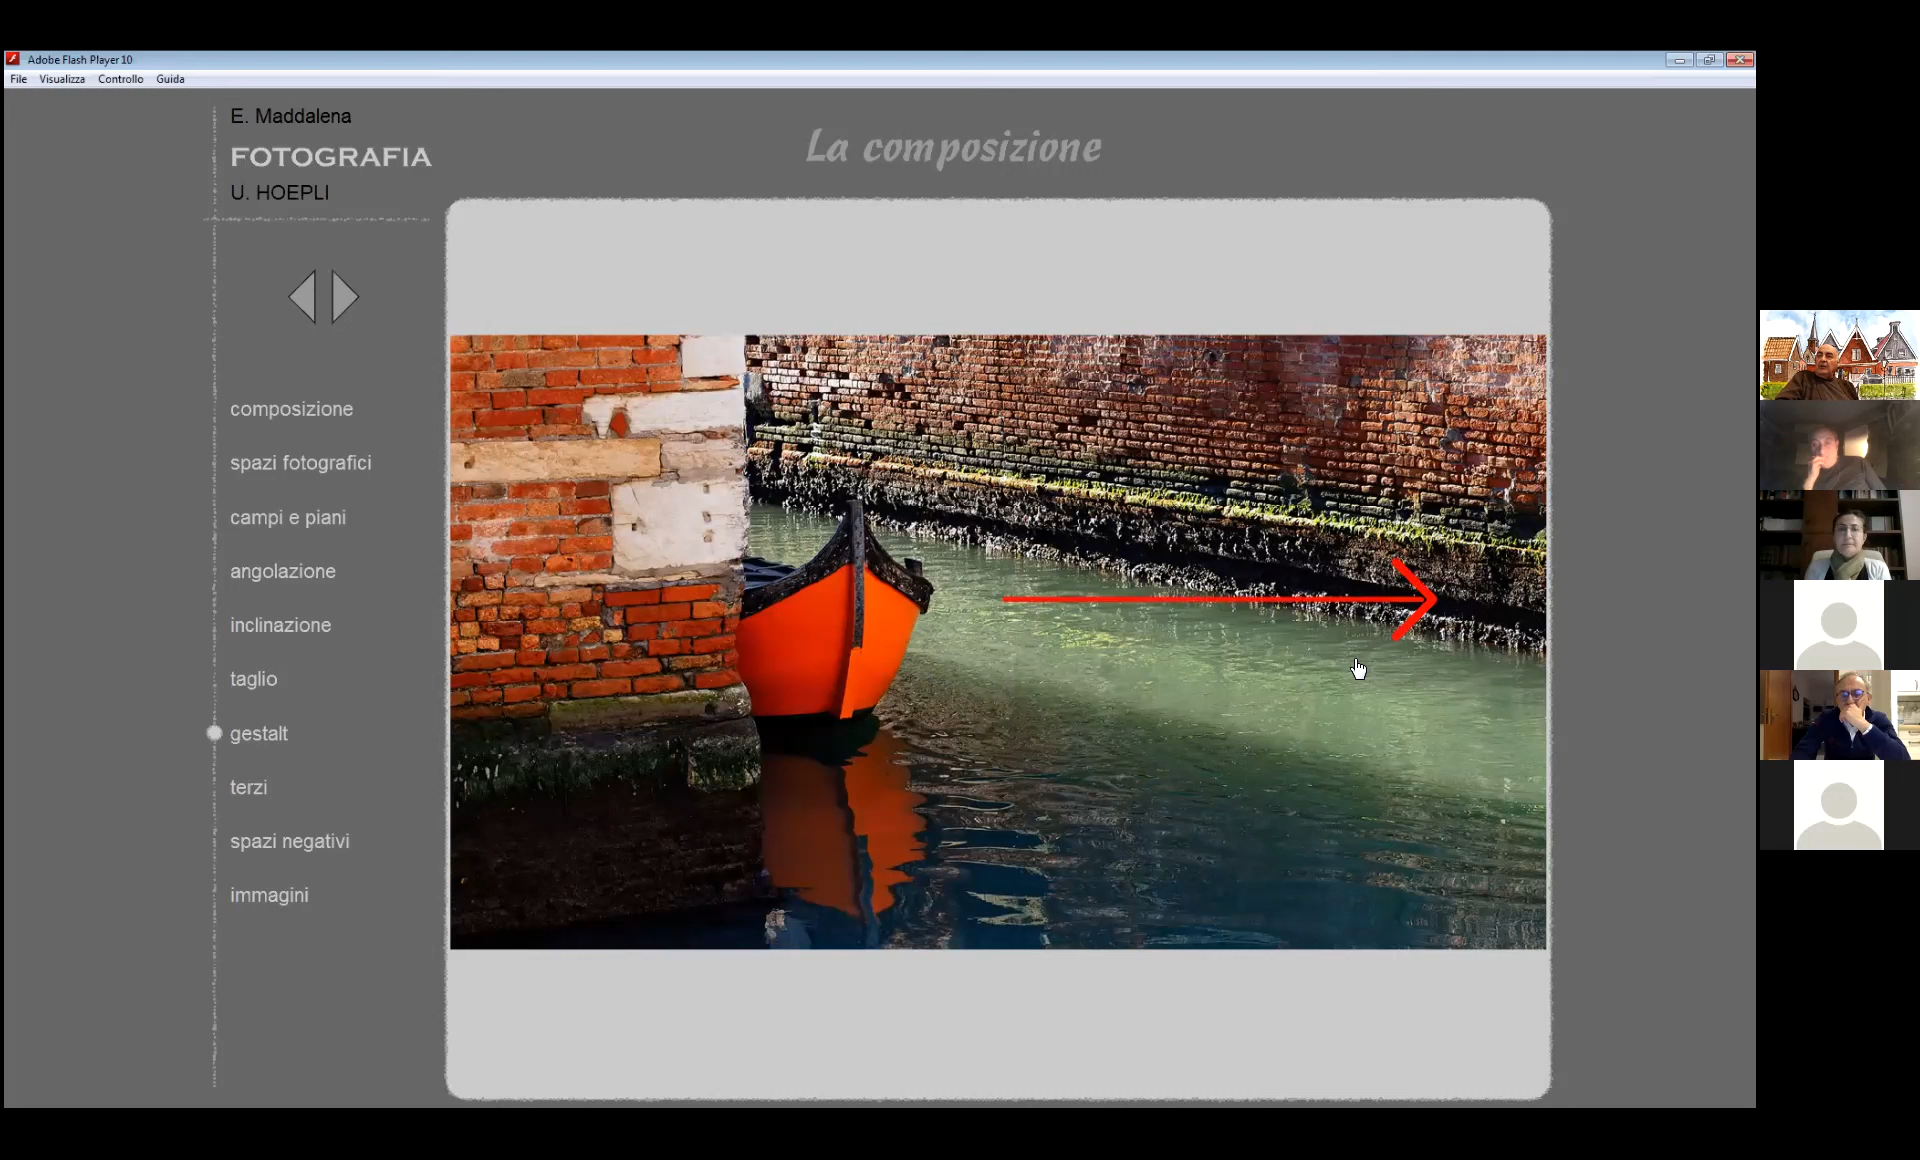 Adobe Flash Player 10
File Visualizza Controllo Guida
E. Maddalena
FOTOGRAFIA
U. HOEPLI
La composizione
composizione
spazi fotografici
campi e piani
angolazione
inclinazione
taglio
gestalt
terzi
spazi negativi
immagini